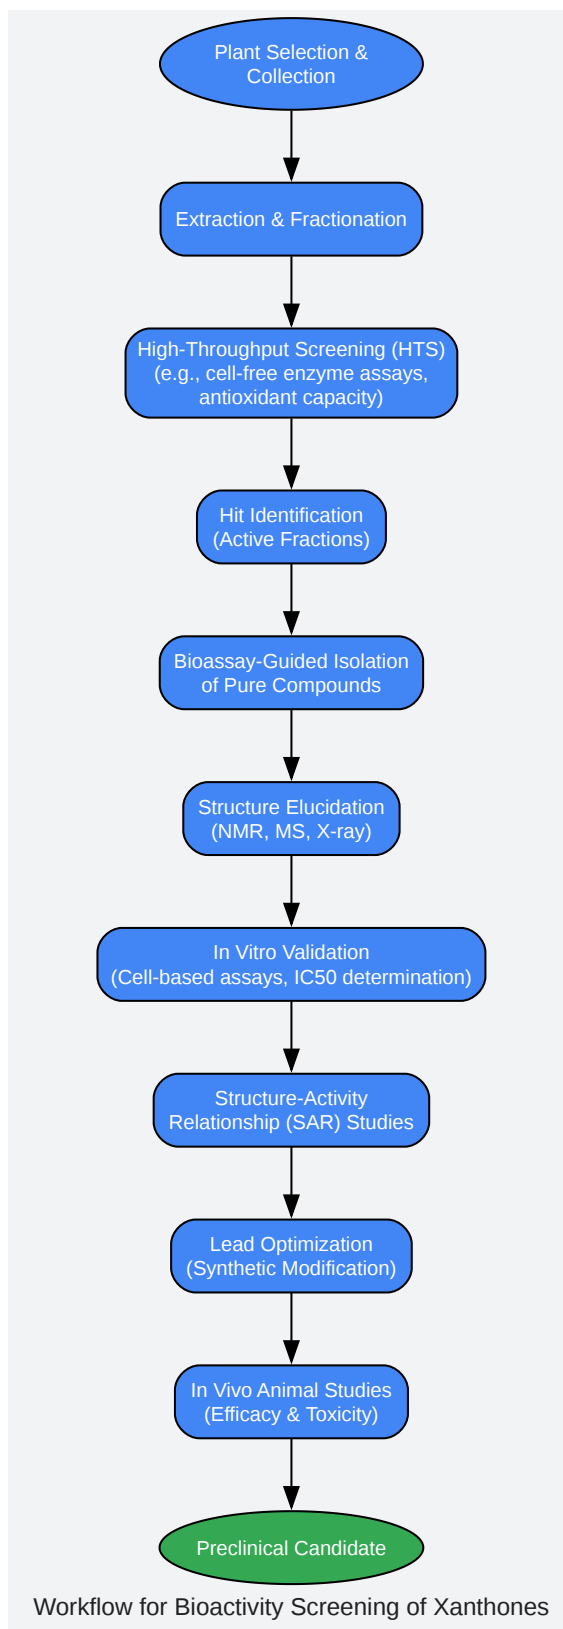 Plant Selection &
Collection
Extraction & Fractionation
High-Throughput Screening (HTS)
(e.g., cell-free enzyme assays,
antioxidant capacity)
Hit Identification
(Active Fractions)
Bioassay-Guided Isolation
of Pure Compounds
Structure Elucidation
(NMR, MS, X-ray)
In Vitro Validation
(Cell-based assays, IC50 determination)
Structure-Activity
Relationship (SAR) Studies
Lead Optimization
(Synthetic Modification)
In Vivo Animal Studies
(Efficacy & Toxicity)
Preclinical Candidate
Workflow for Bioactivity Screening of Xanthones